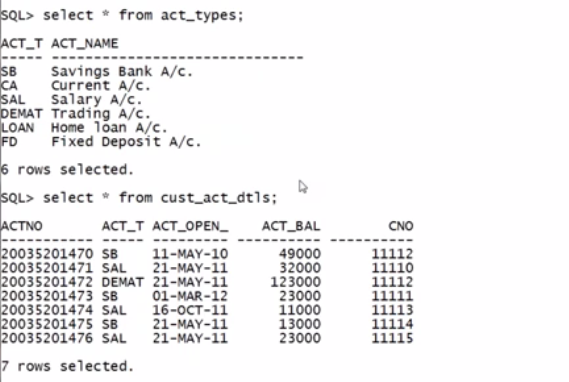 SQL> select * from act_types;
ACT_T ACT_NAME
----- ------------------------------
SB    Savings Bank A/c.
CA    Current A/c.
SAL   Salary A/c.
DEMAT Trading A/c.
LOAN  Home loan A/c.
FD    Fixed Deposit A/c.
6 rows selected.
SQL> select * from cust_act_dtls;
ACTNO       ACT_T ACT_OPEN_    ACT_BAL        CNO
----------- ----- --------- ---------- ----------
20035201470 SB    11-MAY-10      49000      11112
20035201471 SAL   21-MAY-11      32000      11110
20035201472 DEMAT 21-MAY-11     123000      11112
20035201473 SB    01-MAR-12      23000      11111
20035201474 SAL   16-OCT-11      11000      11113
20035201475 SB    21-MAY-11      13000      11114
20035201476 SAL   21-MAY-11      23000      11115
7 rows selected.